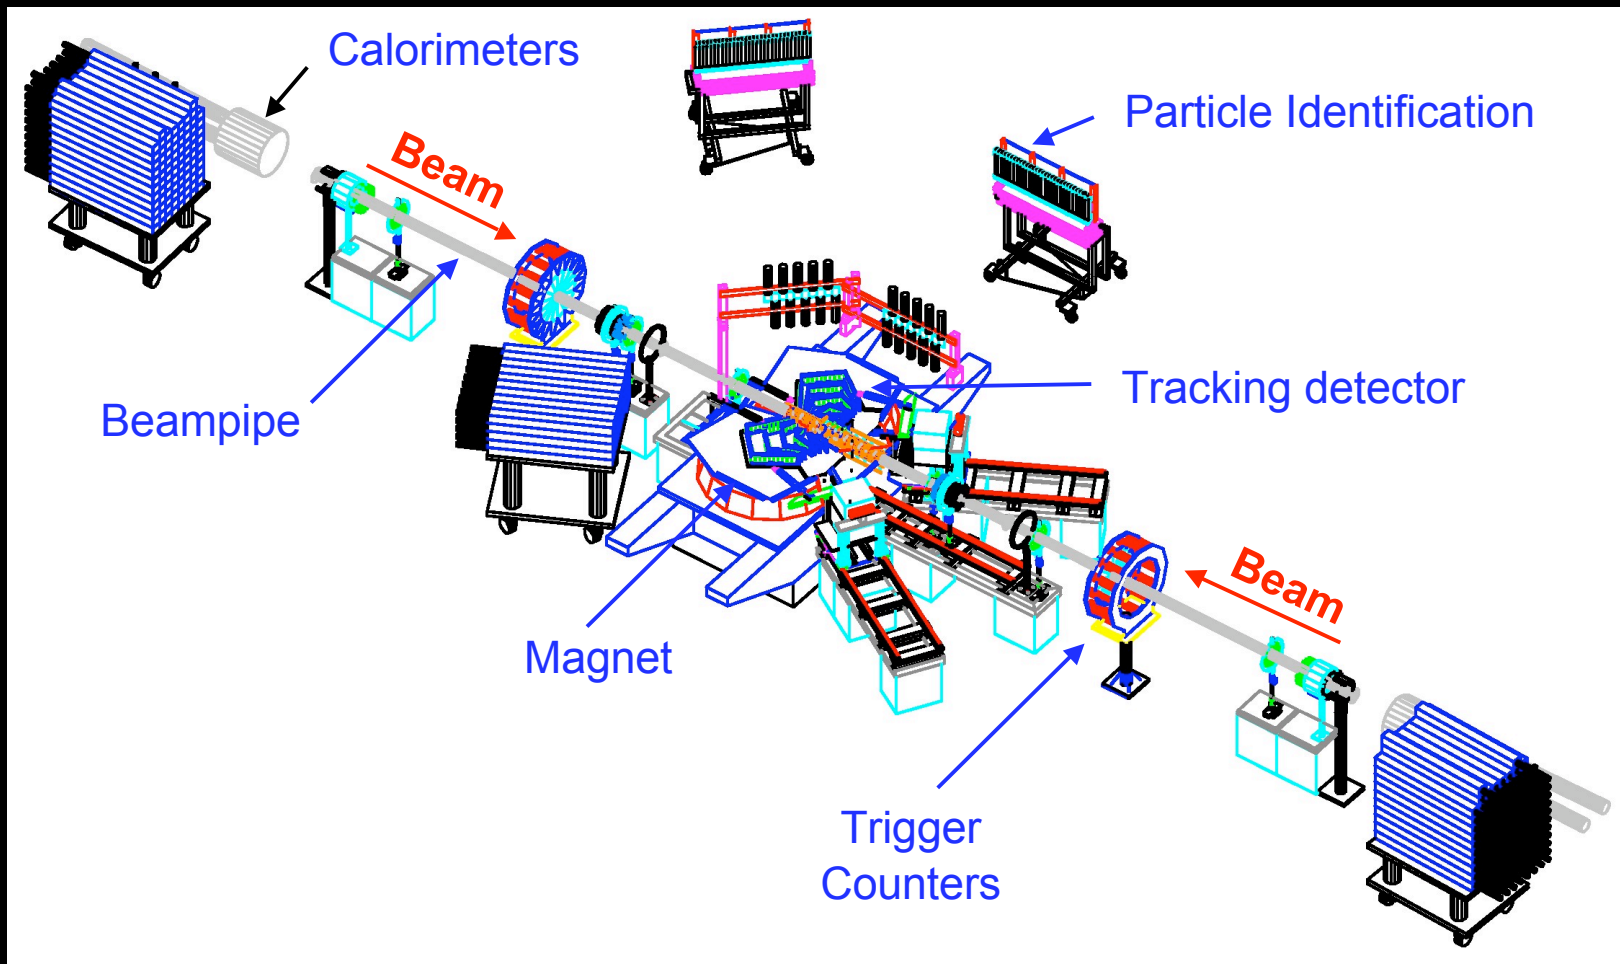 Calorimeters
Particle Identification
Beam
Beampipe
Tracking detector
Magnet
Beam
Trigger
Counters